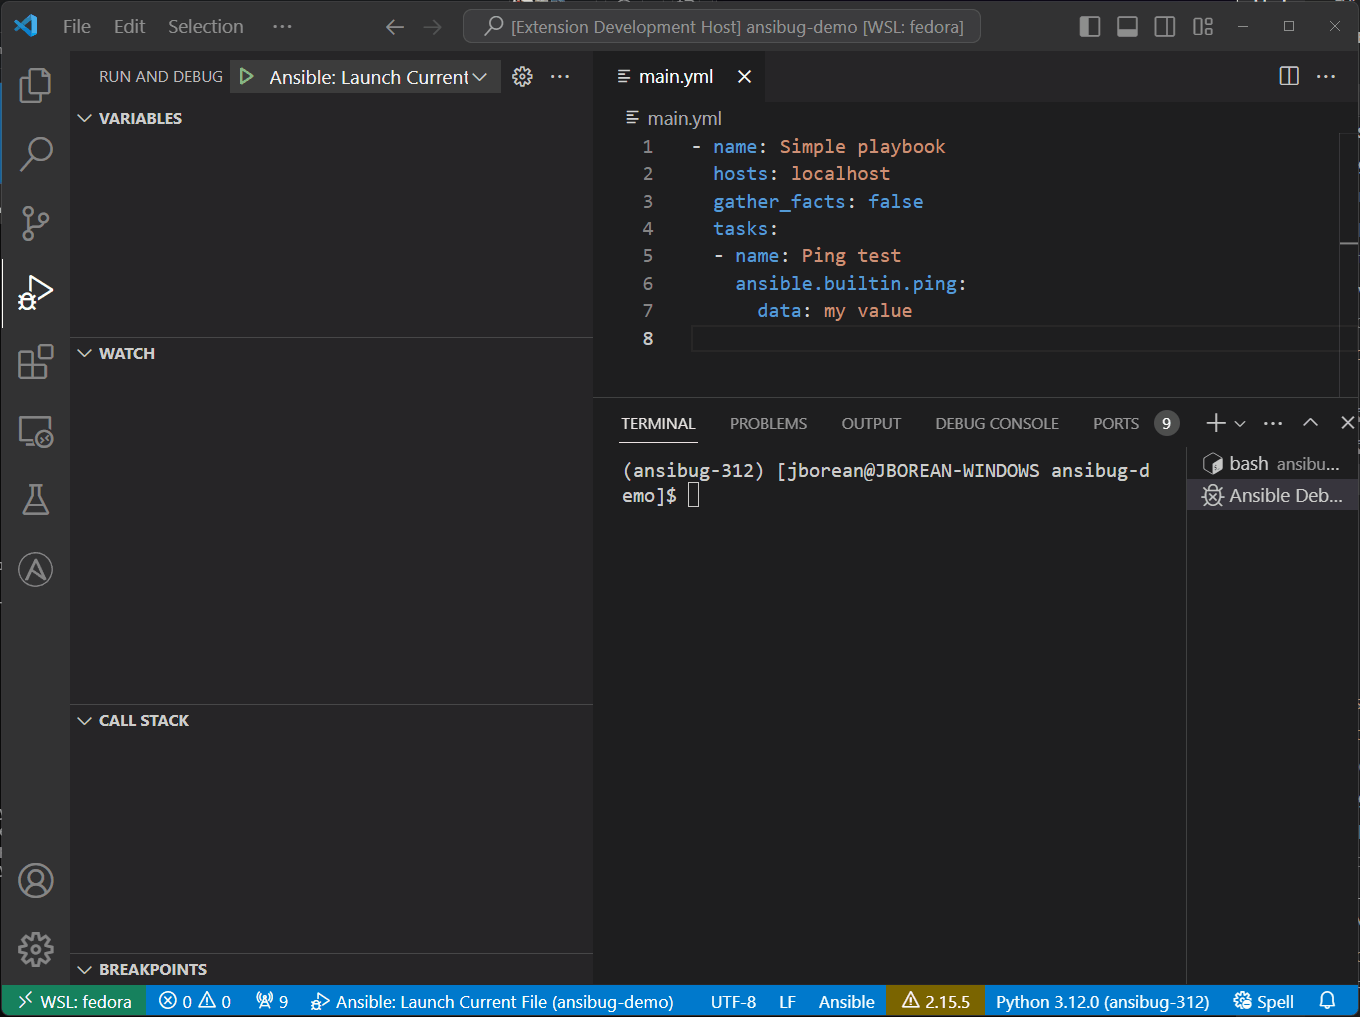 File Edit Selection ···
[Extension Development Host] ansibug-demo [WSL: fedora]
RUN AND DEBUG
Ansible: Launch Current
VARIABLES
WATCH
CALL STACK
BREAKPOINTS
main.yml
main.yml
1 - name: Simple playbook
2 hosts: localhost
3 gather_facts: false
4 tasks:
5 - name: Ping test
6 ansible.builtin.ping:
7 data: my value
8
TERMINAL PROBLEMS OUTPUT DEBUG CONSOLE PORTS 9
(ansibug-312) [jborean@JBOREAN-WINDOWS ansibug-d
emo]$
bash ansibu...
Ansible Deb...
WSL: fedora 0 0 9 Ansible: Launch Current File (ansibug-demo) UTF-8 LF Ansible 2.15.5 Python 3.12.0 (ansibug-312) Spell